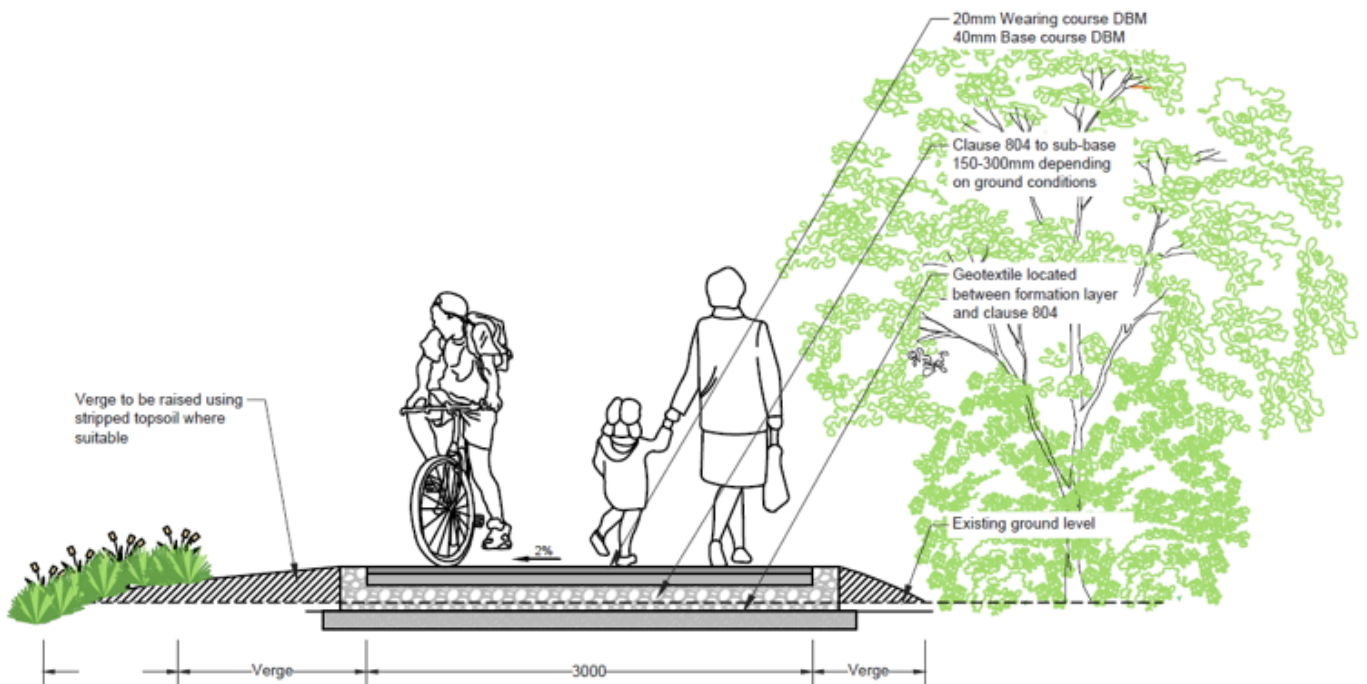 20mm Wearing course DBM
40mm Base course DBM
Clause 804 to sub-base
150-300mm depending
on ground conditions
Geotextile located
between formation layer
and clause 804
Verge to be raised using
stripped topsoil where
suitable
Existing ground level
2%
Verge
3000
Verge